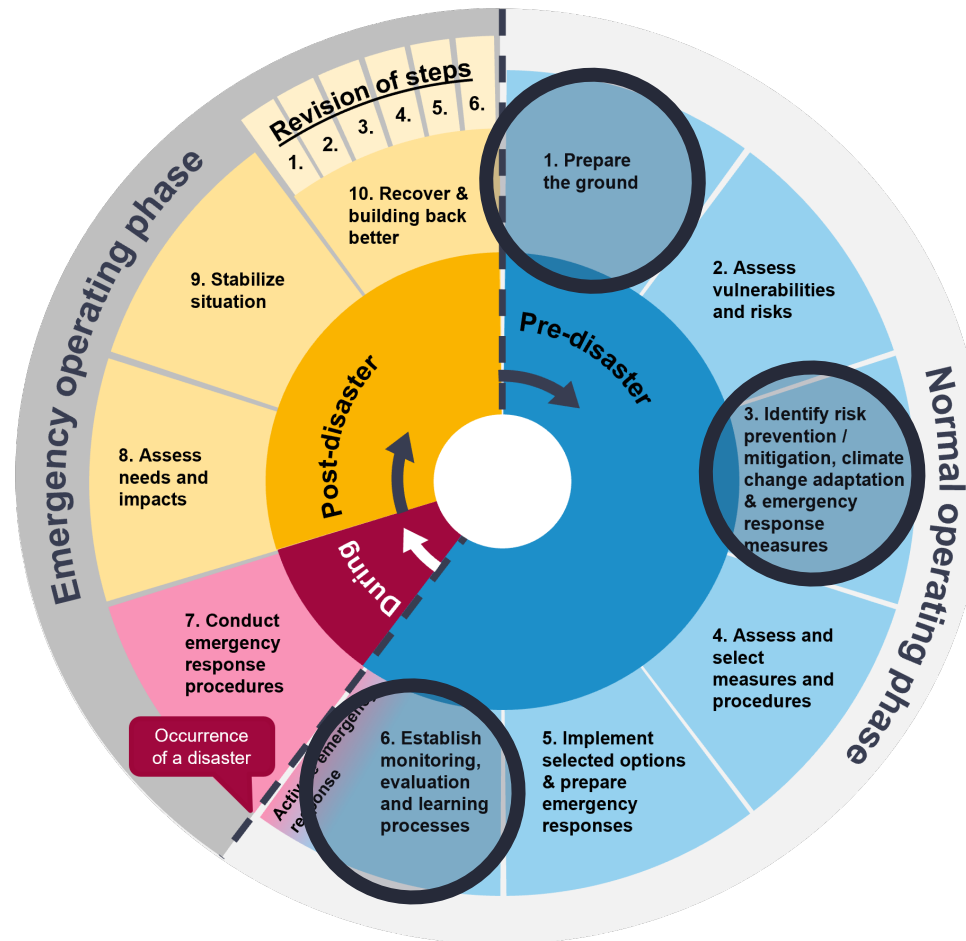 Emergency operating phase
Normal operating phase
Revision of steps
1.
2.
3.
4.
5.
6.
Pre-disaster
Post-disaster
During
1. Prepare
the ground
2. Assess
vulnerabilities
and risks
3. Identify risk
prevention /
mitigation, climate
change adaptation
& emergency
response
measures
4. Assess and
select
measures and
procedures
5. Implement
selected options
& prepare
emergency
responses
6. Establish
monitoring,
evaluation
and learning
processes
emergency
response
7. Conduct
emergency
response
procedures
Occurrence
of a disaster
8. Assess
needs and
impacts
9. Stabilize
situation
10. Recover &
building back
better